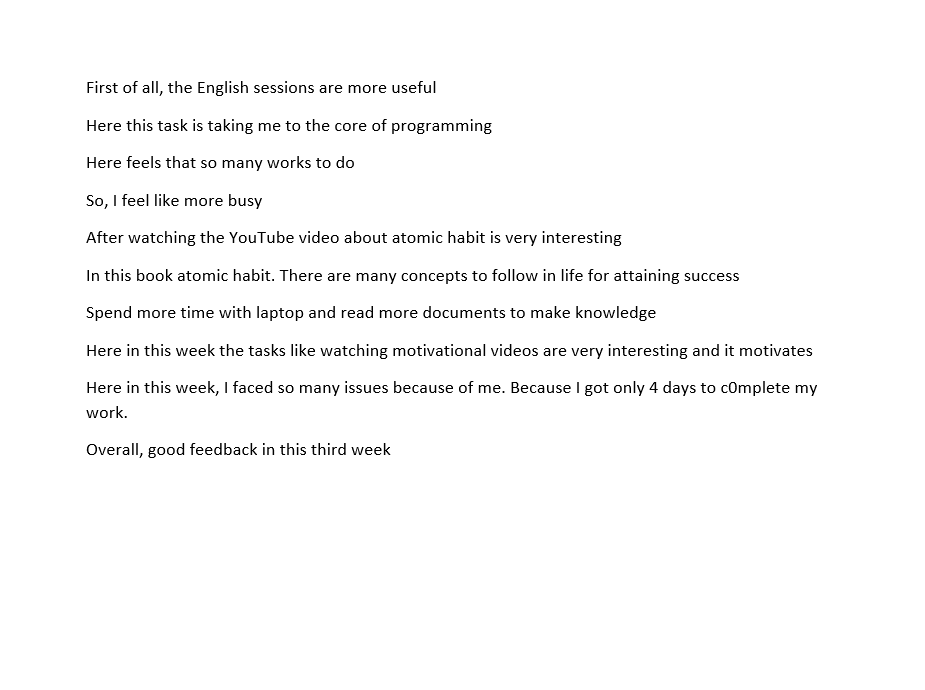 First of all, the English sessions are more useful
Here this task is taking me to the core of programming
Here feels that so many works to do
So, I feel like more busy
After watching the YouTube video about atomic habit is very interesting
In this book atomic habit. There are many concepts to follow in life for attaining success
Spend more time with laptop and read more documents to make knowledge
Here in this week the tasks like watching motivational videos are very interesting and it motivates
Here in this week, I faced so many issues because of me. Because I got only 4 days to c0mplete my
work.
Overall, good feedback in this third week